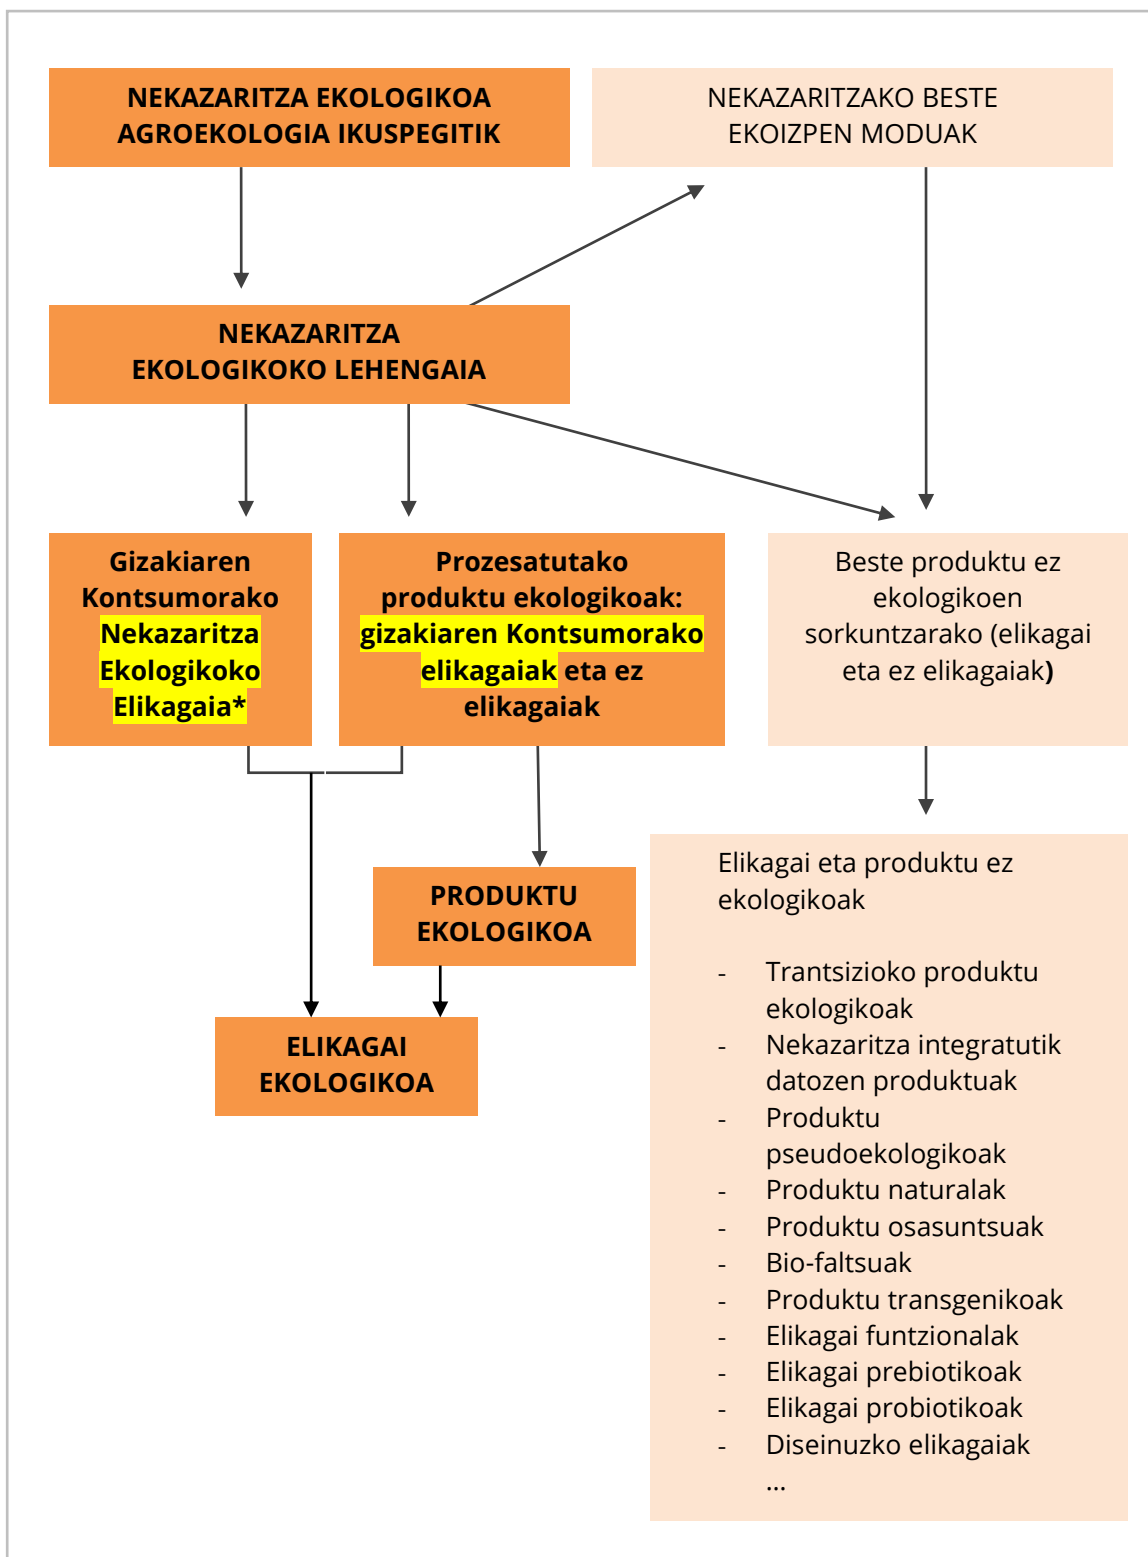 NEKAZARITZA EKOLOGIKOA
AGROEKOLOGIA IKUSPEGITIK
NEKAZARITZAKO BESTE
EKOIZPEN MODUAK
NEKAZARITZA
EKOLOGIKOKO LEHENGAIA
Gizakiaren
Kontsumorako
Nekazaritza
Ekologikoko
Elikagaia*
Prozesatutako
produktu ekologikoak:
gizakiaren Kontsumorako
elikagaiak eta ez
elikagaiak
Beste produktu ez
ekologikoen
sorkuntzarako (elikagai
eta ez elikagaiak)
PRODUKTU
EKOLOGIKOA
ELIKAGAI
EKOLOGIKOA
Elikagai eta produktu ez
ekologikoak
- Trantsizioko produktu
ekologikoak
- Nekazaritza integratutik
datozen produktuak
- Produktu
pseudoekologikoak
- Produktu naturalak
- Produktu osasuntsuak
- Bio-faltsuak
- Produktu transgenikoak
- Elikagai funtzionalak
- Elikagai prebiotikoak
- Elikagai probiotikoak
- Diseinuzko elikagaiak
...